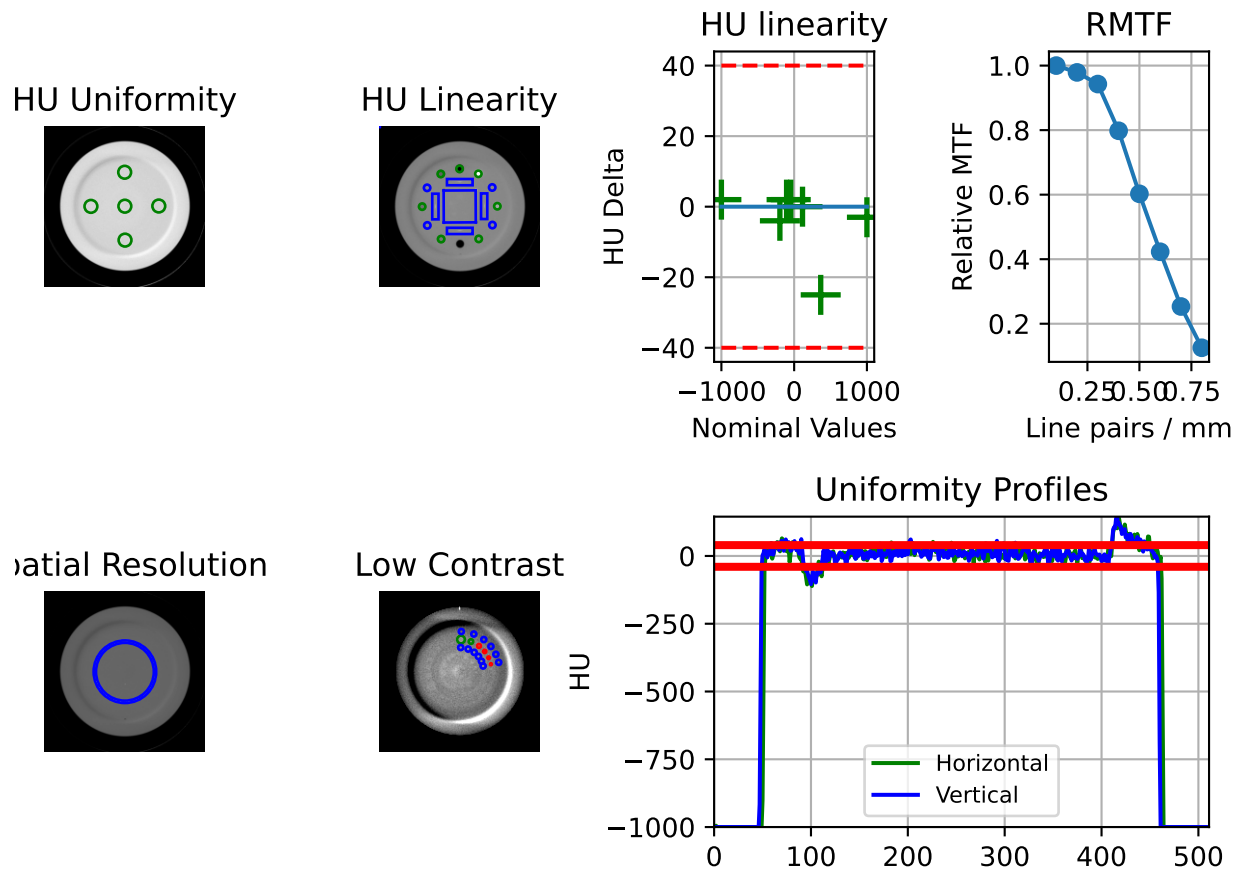 HU Uniformity
HU Linearity
HU linearity
RMTF
40
20
0
−20
−40
HU Delta
−1000 0 1000
Nominal Values
1.0
0.8
0.6
0.4
0.2
Relative MTF
0.25 0.50 0.75
Line pairs / mm
patial Resolution
Low Contrast
Uniformity Profiles
0
−250
−500
−750
−1000
HU
Horizontal
Vertical
0 100 200 300 400 500